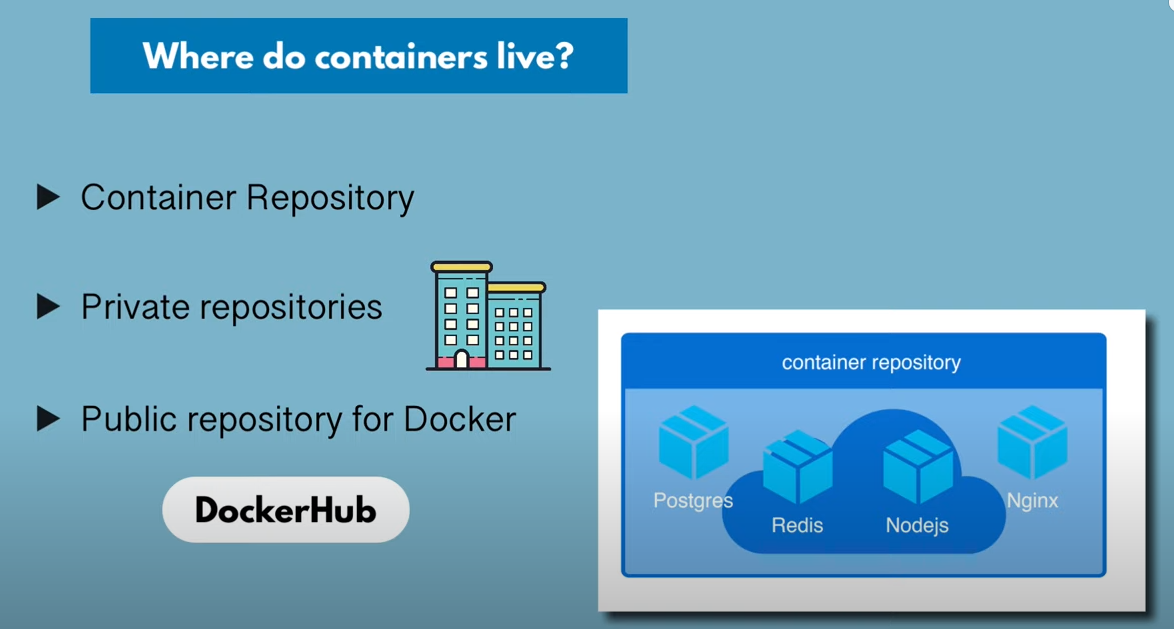 Where do containers live?
Container Repository
Private repositories
Public repository for Docker
DockerHub
container repository
Postgres
Redis
Nodejs
Nginx